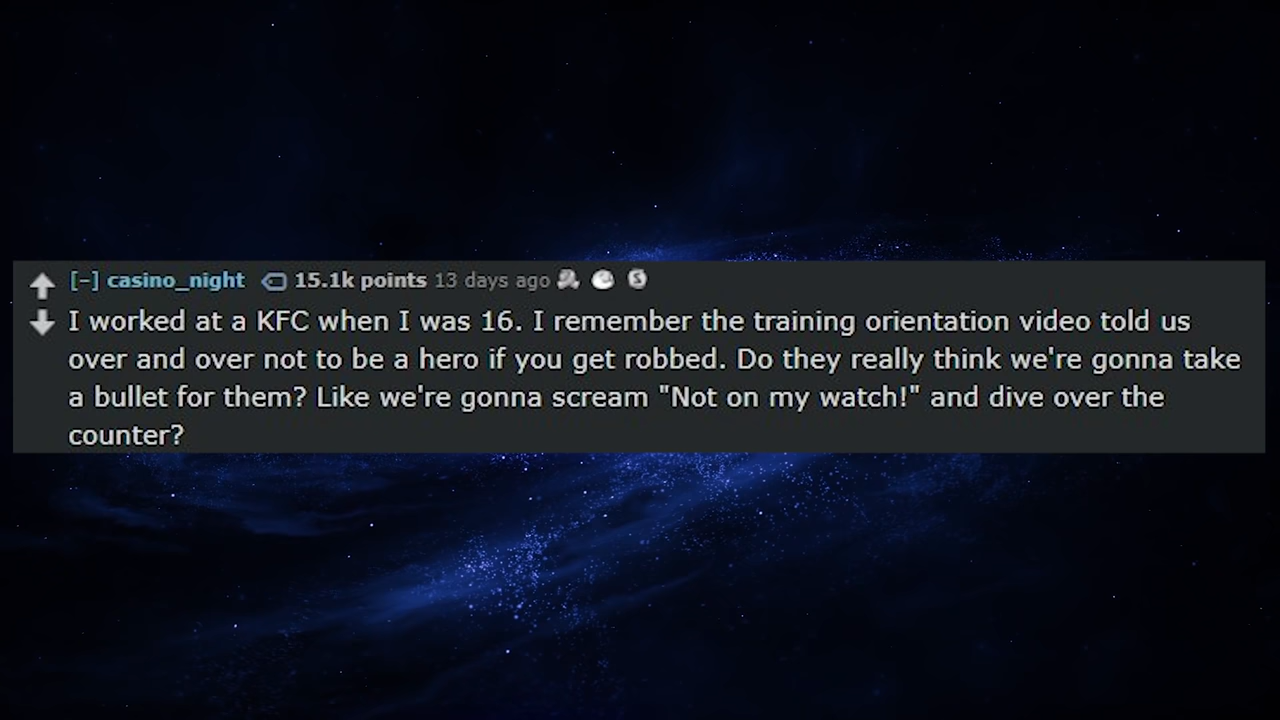 [–] casino_night 15.1k points 13 days ago
I worked at a KFC when I was 16. I remember the training orientation video told us
over and over not to be a hero if you get robbed. Do they really think we're gonna take
a bullet for them? Like we're gonna scream "Not on my watch!" and dive over the
counter?